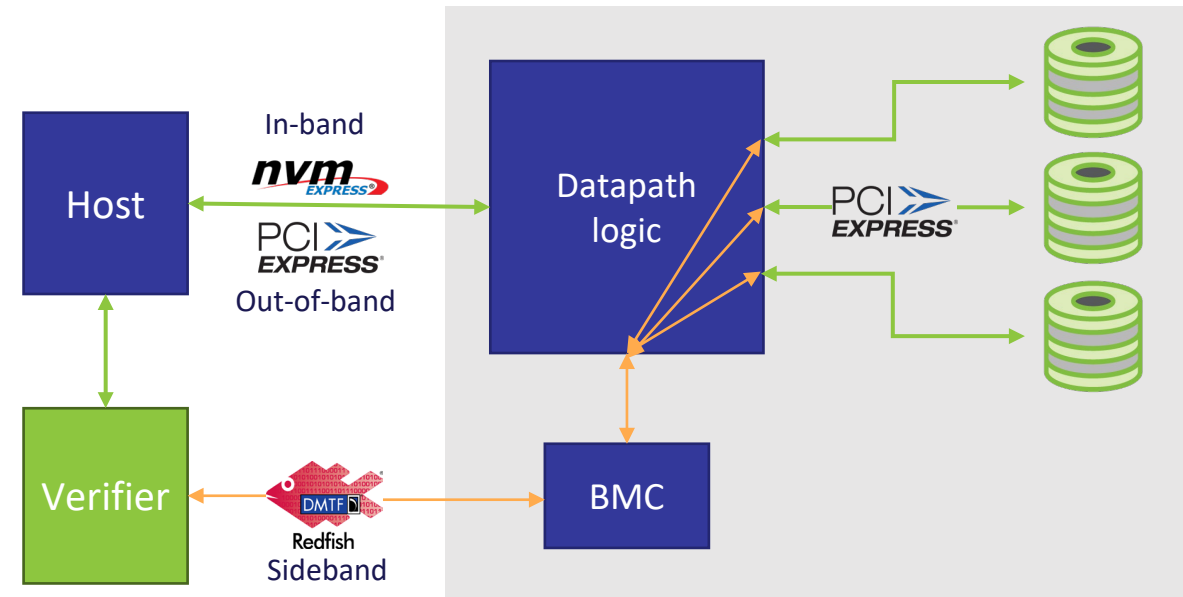 In-band
nvm
EXPRESS®
Host
PCI
EXPRESS®
Out-of-band
Datapath
logic
PCI
EXPRESS®
Verifier
DMTF
Redfish
Sideband
BMC